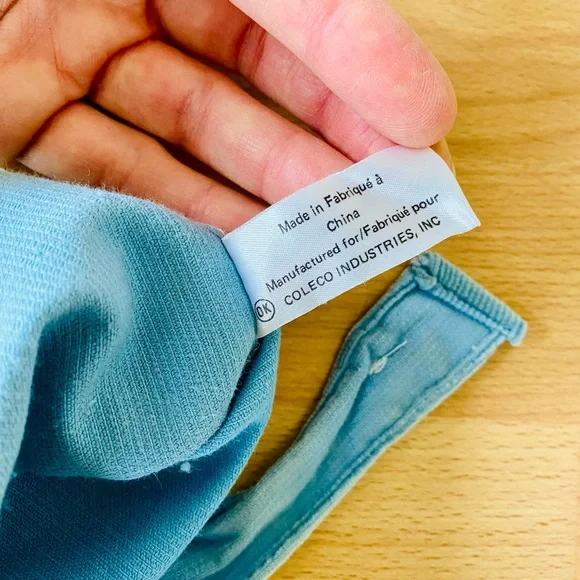 Made in Fabriqué à
China
Manufactured for/Fabriqué pour
COLECO INDUSTRIES, INC
OK